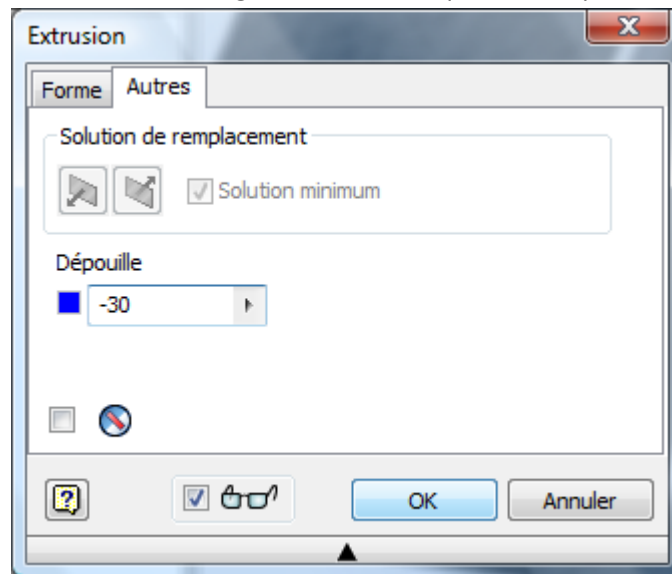 Extrusion
Forme Autres
Solution de remplacement
Solution minimum
Dépouille
-30
OK Annuler